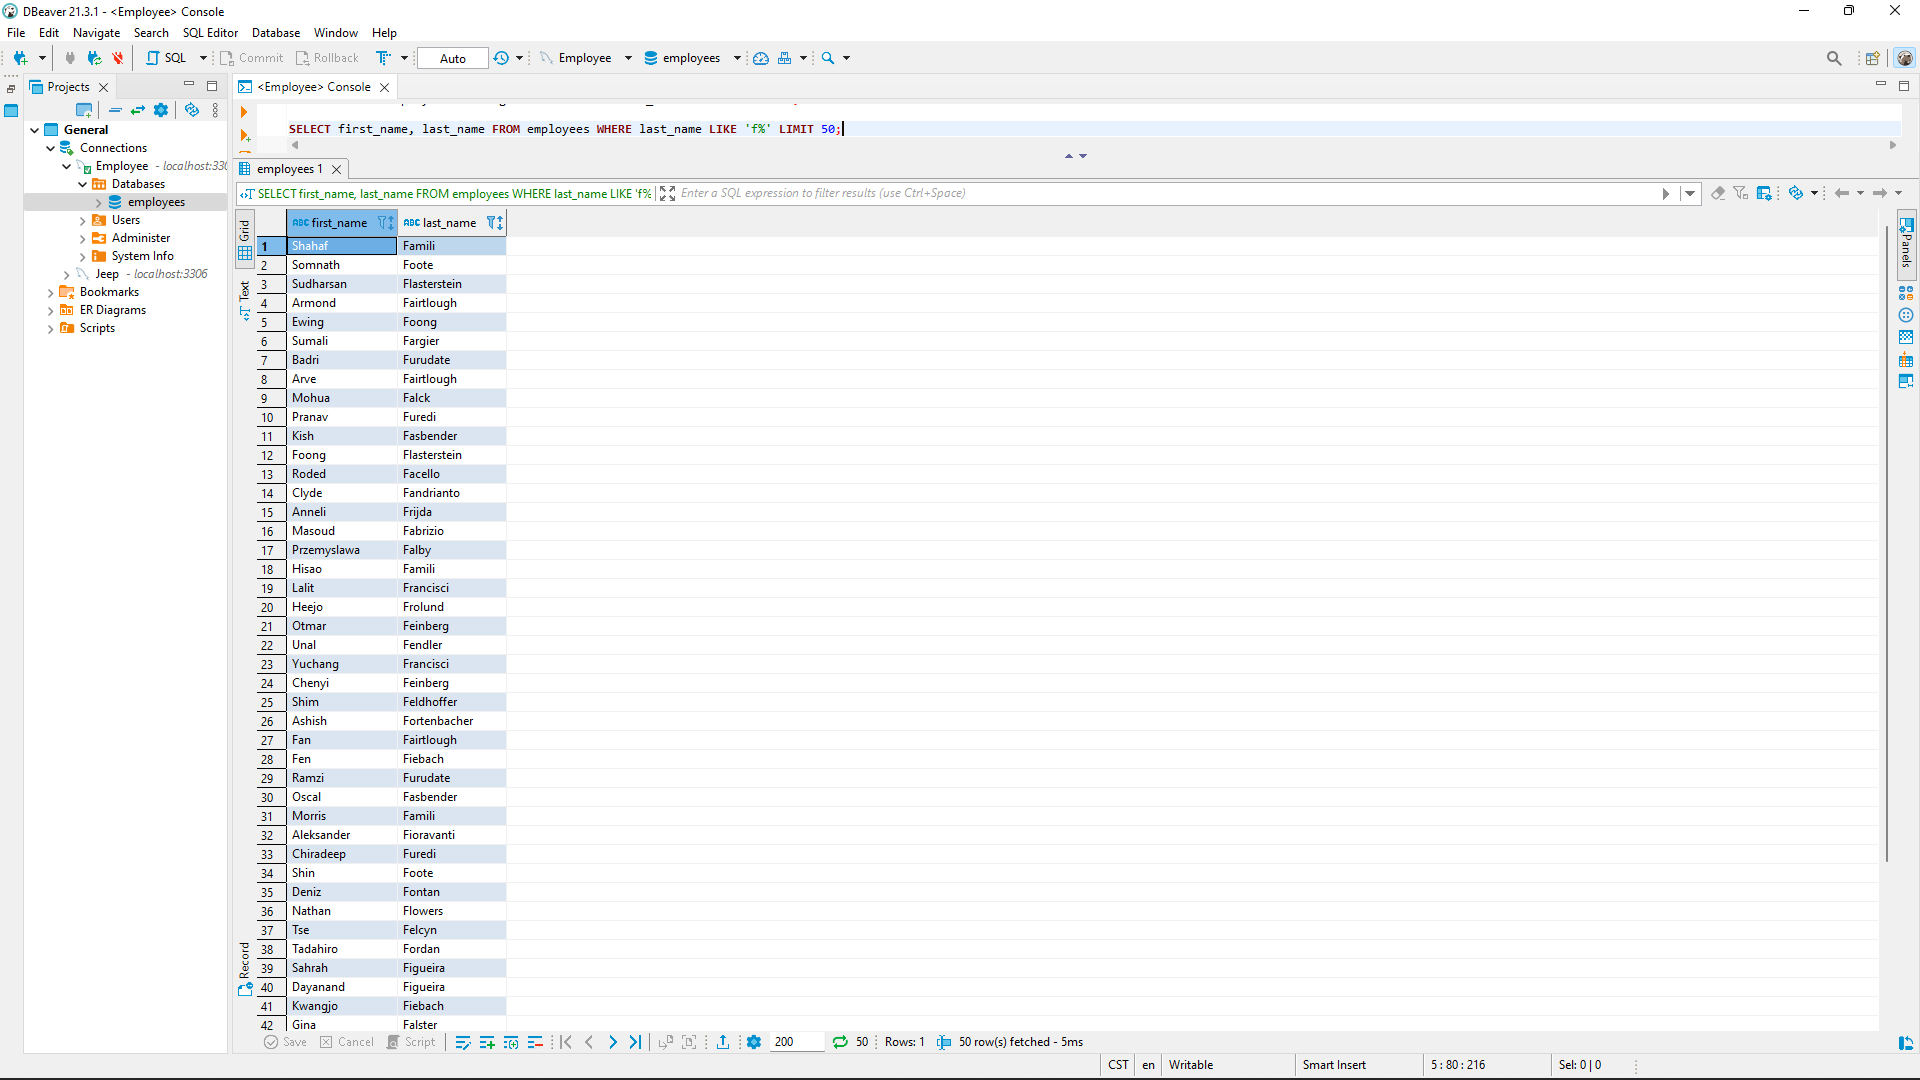 DBeaver 21.3.1 - <Employee> Console
File Edit Navigate Search SQL Editor Database Window Help
SQL Commit Rollback Auto Employee employees
Projects
<Employee> Console
General
Connections
Employee - localhost:330
Databases
employees
Users
Administer
System Info
Jeep - localhost:3306
Bookmarks
ER Diagrams
Scripts
SELECT first_name, last_name FROM employees WHERE last_name LIKE 'f%' LIMIT 50;
employees 1
SELECT first_name, last_name FROM employees WHERE last_name LIKE 'f%
Enter a SQL expression to filter results (use Ctrl+Space)
Grid
Text
Record
Panels
ABC first_name ABC last_name
1 Shahaf Famili
2 Somnath Foote
3 Sudharsan Flasterstein
4 Armond Fairtlough
5 Ewing Foong
6 Sumali Fargier
7 Badri Furudate
8 Arve Fairtlough
9 Mohua Falck
10 Pranav Furedi
11 Kish Fasbender
12 Foong Flasterstein
13 Roded Facello
14 Clyde Fandrianto
15 Anneli Frijda
16 Masoud Fabrizio
17 Przemyslawa Falby
18 Hisao Famili
19 Lalit Francisci
20 Heejo Frolund
21 Otmar Feinberg
22 Unal Fendler
23 Yuchang Francisci
24 Chenyi Feinberg
25 Shim Feldhoffer
26 Ashish Fortenbacher
27 Fan Fairtlough
28 Fen Fiebach
29 Ramzi Furudate
30 Oscal Fasbender
31 Morris Famili
32 Aleksander Fioravanti
33 Chiradeep Furedi
34 Shin Foote
35 Deniz Fontan
36 Nathan Flowers
37 Tse Felcyn
38 Tadahiro Fordan
39 Sahrah Figueira
40 Dayanand Figueira
41 Kwangjo Fiebach
42 Gina Falster
Save Cancel Script 200 50 Rows: 1 50 row(s) fetched - 5ms
CST en Writable Smart Insert 5 : 80 : 216 Sel: 0 | 0